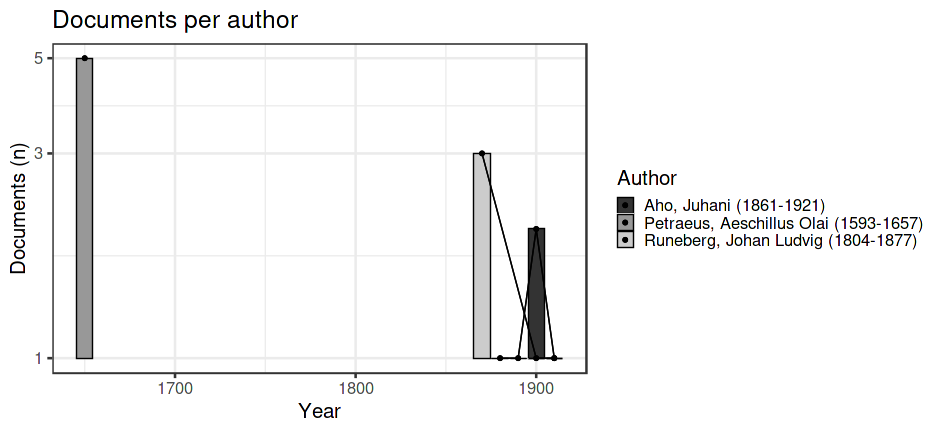 Documents per author
5
3
1
Documents (n)
1700
1800
1900
Year
Author
Aho, Juhani (1861-1921)
Petraeus, Aeschillus Olai (1593-1657)
Runeberg, Johan Ludvig (1804-1877)